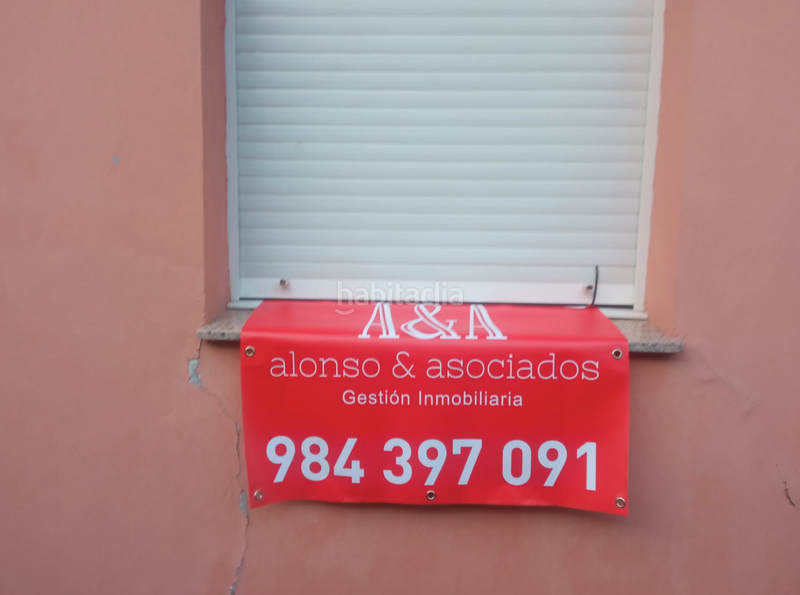 habitaclia
A&A
alonso & asociados
Gestión Inmobiliaria
984 397 091